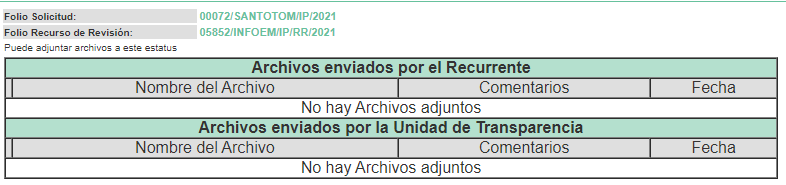 Folio Solicitud: 00072/SANTOTOM/IP/2021
Folio Recurso de Revisión: 05852/INFOEM/IP/RR/2021
Puede adjuntar archivos a este estatus
Archivos enviados por el Recurrente
Nombre del Archivo Comentarios Fecha
No hay Archivos adjuntos
Archivos enviados por la Unidad de Transparencia
Nombre del Archivo Comentarios Fecha
No hay Archivos adjuntos